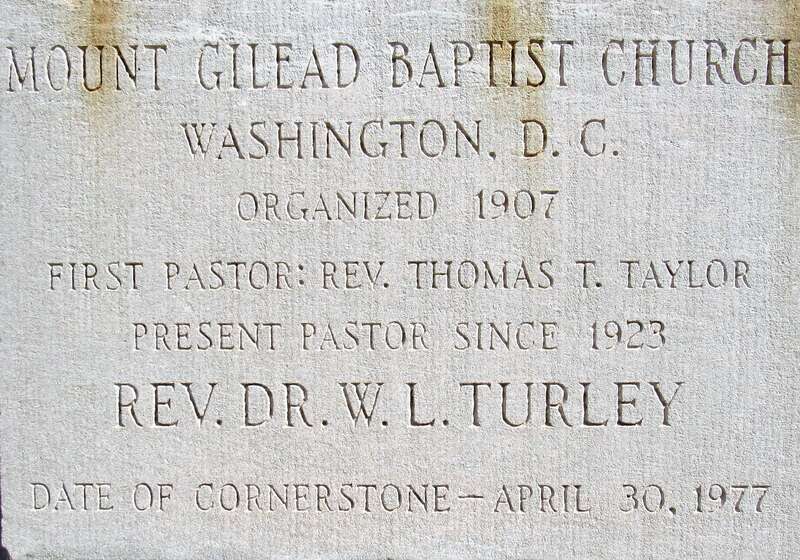 MOUNT GILEAD BAPTIST CHURCH
WASHINGTON, D. C.
ORGANIZED 1907
FIRST PASTOR: REV. THOMAS T. TAYLOR
PRESENT PASTOR SINCE 1923
REV. DR. W. L. TURLEY
DATE OF CORNERSTONE – APRIL 30, 1977